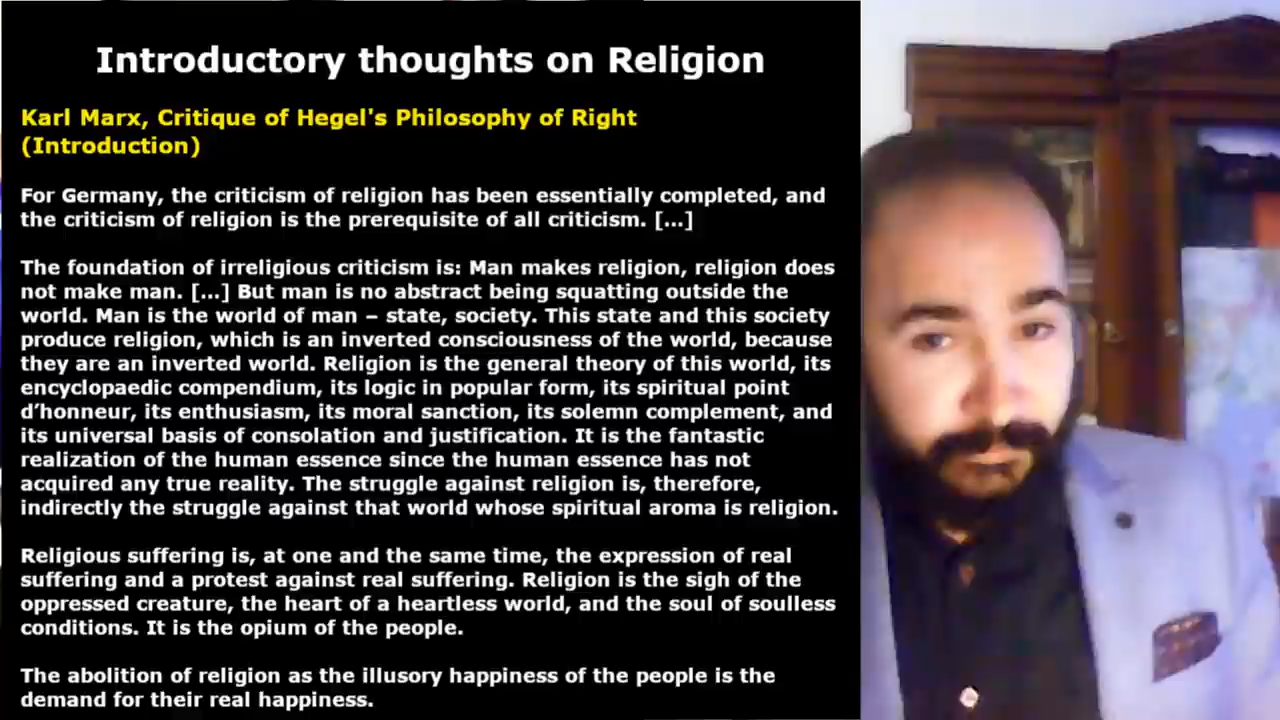 Introductory thoughts on Religion
Karl Marx, Critique of Hegel's Philosophy of Right
(Introduction)
For Germany, the criticism of religion has been essentially completed, and
the criticism of religion is the prerequisite of all criticism. [...]
The foundation of irreligious criticism is: Man makes religion, religion does
not make man. [...] But man is no abstract being squatting outside the
world. Man is the world of man – state, society. This state and this society
produce religion, which is an inverted consciousness of the world, because
they are an inverted world. Religion is the general theory of this world, its
encyclopaedic compendium, its logic in popular form, its spiritual point
d’honneur, its enthusiasm, its moral sanction, its solemn complement, and
its universal basis of consolation and justification. It is the fantastic
realization of the human essence since the human essence has not
acquired any true reality. The struggle against religion is, therefore,
indirectly the struggle against that world whose spiritual aroma is religion.
Religious suffering is, at one and the same time, the expression of real
suffering and a protest against real suffering. Religion is the sigh of the
oppressed creature, the heart of a heartless world, and the soul of soulless
conditions. It is the opium of the people.
The abolition of religion as the illusory happiness of the people is the
demand for their real happiness.